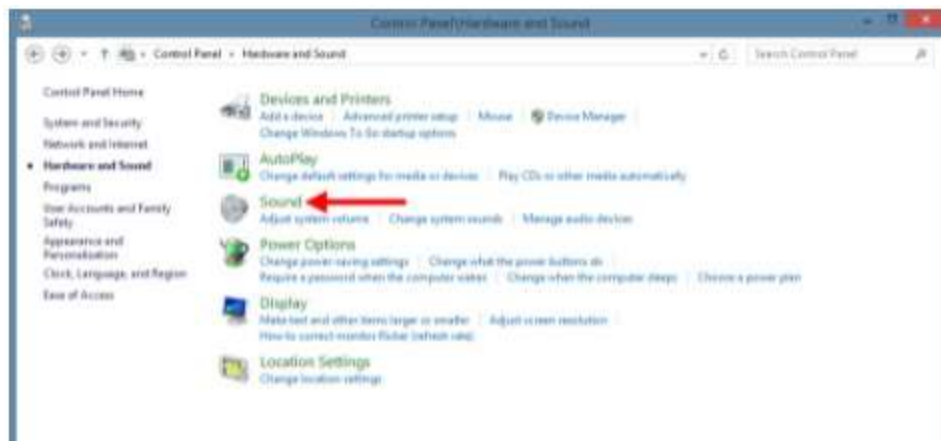 Control Panel\Hardware and Sound
Control Panel Hardware and Sound
Search Control Panel
Control Panel Home
System and Security
Network and Internet
Hardware and Sound
Programs
User Accounts and Family
Safety
Appearance and
Personalization
Clock, Language, and Region
Ease of Access
Devices and Printers
Add a device Advanced printer setup Mouse Device Manager
Change Windows To Go startup options
AutoPlay
Change default settings for media or devices Play CDs or other media automatically
Sound
Adjust system volume Change system sounds Manage audio devices
Power Options
Change power-saving settings Change what the power buttons do
Require a password when the computer wakes Change when the computer sleeps Choose a power plan
Display
Make text and other items larger or smaller Adjust screen resolution
How to correct monitor flicker (refresh rate)
Location Settings
Change location settings